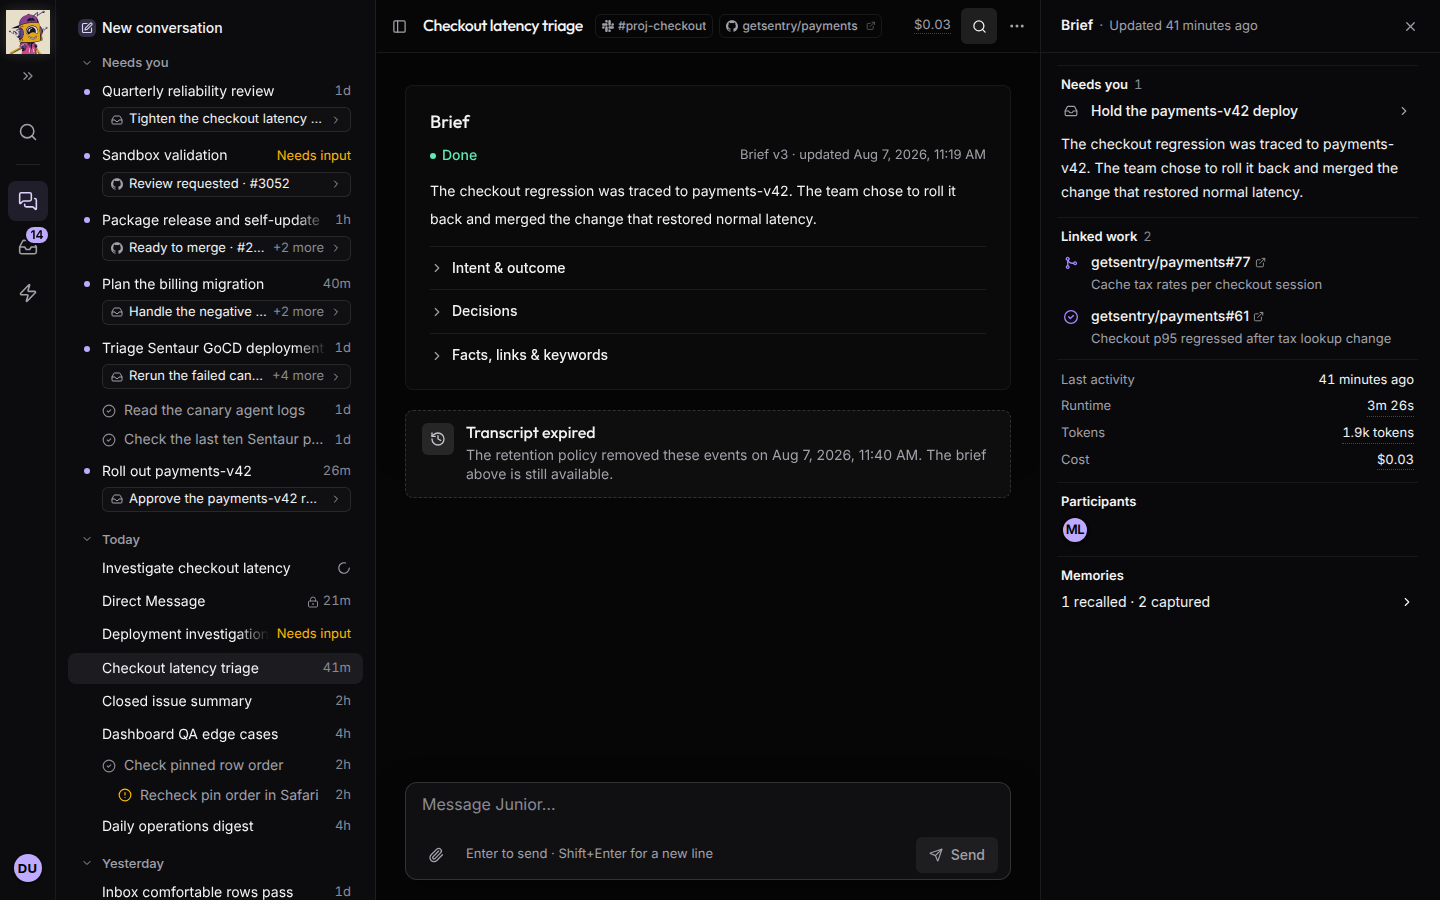 New conversation
Needs you
Quarterly reliability review 1d
Tighten the checkout latency ...
Sandbox validation Needs input
Review requested · #3052
Package release and self-update 1h
Ready to merge · #2... +2 more
Plan the billing migration 40m
Handle the negative ... +2 more
Triage Sentaur GoCD deployment 1d
Rerun the failed can... +4 more
Read the canary agent logs 1d
Check the last ten Sentaur p... 1d
Roll out payments-v42 26m
Approve the payments-v42 r...
Today
Investigate checkout latency
Direct Message 21m
Deployment investigation Needs input
Checkout latency triage 41m
Closed issue summary 2h
Dashboard QA edge cases 4h
Check pinned row order 2h
Recheck pin order in Safari 2h
Daily operations digest 4h
Yesterday
Inbox comfortable rows pass 1d
14
DU
Checkout latency triage #proj-checkout getsentry/payments $0.03
Brief
Done Brief v3 · updated Aug 7, 2026, 11:19 AM
The checkout regression was traced to payments-v42. The team chose to roll it
back and merged the change that restored normal latency.
Intent & outcome
Decisions
Facts, links & keywords
Transcript expired
The retention policy removed these events on Aug 7, 2026, 11:40 AM. The brief
above is still available.
Message Junior...
Enter to send · Shift+Enter for a new line Send
Brief · Updated 41 minutes ago
Needs you 1
Hold the payments-v42 deploy
The checkout regression was traced to payments-
v42. The team chose to roll it back and merged the
change that restored normal latency.
Linked work 2
getsentry/payments#77
Cache tax rates per checkout session
getsentry/payments#61
Checkout p95 regressed after tax lookup change
Last activity 41 minutes ago
Runtime 3m 26s
Tokens 1.9k tokens
Cost $0.03
Participants
ML
Memories
1 recalled · 2 captured